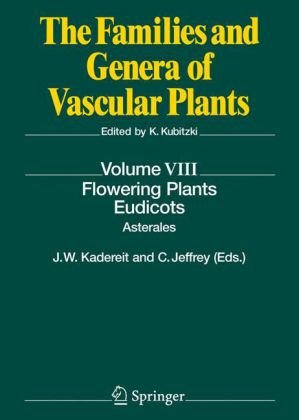 The Families and
Genera of
Vascular Plants
Edited by K. Kubitzki
Volume VIII
Flowering Plants
Eudicots
Asterales
J.W. Kadereit and C. Jeffrey (Eds.)
Springer